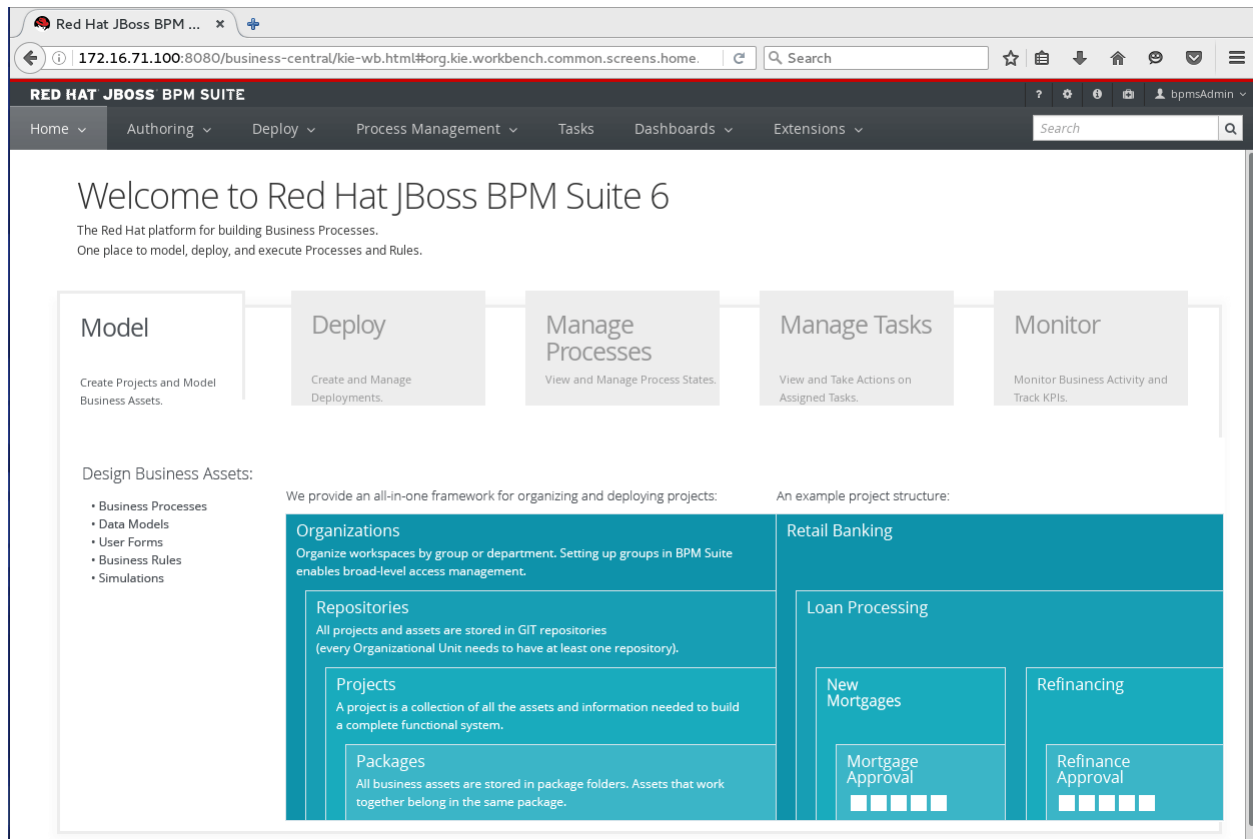 Red Hat JBoss BPM ...
172.16.71.100:8080/business-central/kie-wb.html#org.kie.workbench.common.screens.home.
Search
RED HAT JBOSS BPM SUITE
bpmsAdmin
Home Authoring Deploy Process Management Tasks Dashboards Extensions
Search
Welcome to Red Hat JBoss BPM Suite 6
The Red Hat platform for building Business Processes.
One place to model, deploy, and execute Processes and Rules.
Model
Create Projects and Model
Business Assets.
Deploy
Create and Manage
Deployments.
Manage
Processes
View and Manage Process States.
Manage Tasks
View and Take Actions on
Assigned Tasks.
Monitor
Monitor Business Activity and
Track KPIs.
Design Business Assets:
• Business Processes
• Data Models
• User Forms
• Business Rules
• Simulations
We provide an all-in-one framework for organizing and deploying projects:
Organizations
Organize workspaces by group or department. Setting up groups in BPM Suite
enables broad-level access management.
Repositories
All projects and assets are stored in GIT repositories
(every Organizational Unit needs to have at least one repository).
Projects
A project is a collection of all the assets and information needed to build
a complete functional system.
Packages
All business assets are stored in package folders. Assets that work
together belong in the same package.
An example project structure:
Retail Banking
Loan Processing
New
Mortgages
Mortgage
Approval
Refinancing
Refinance
Approval